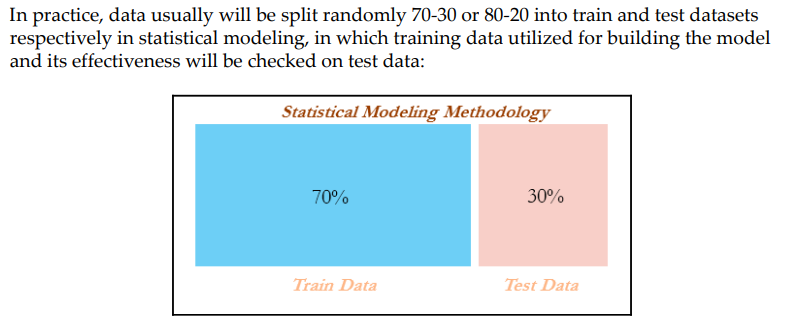 In practice, data usually will be split randomly 70-30 or 80-20 into train and test datasets
respectively in statistical modeling, in which training data utilized for building the model
and its effectiveness will be checked on test data:
Statistical Modeling Methodology
70%
30%
Train Data
Test Data